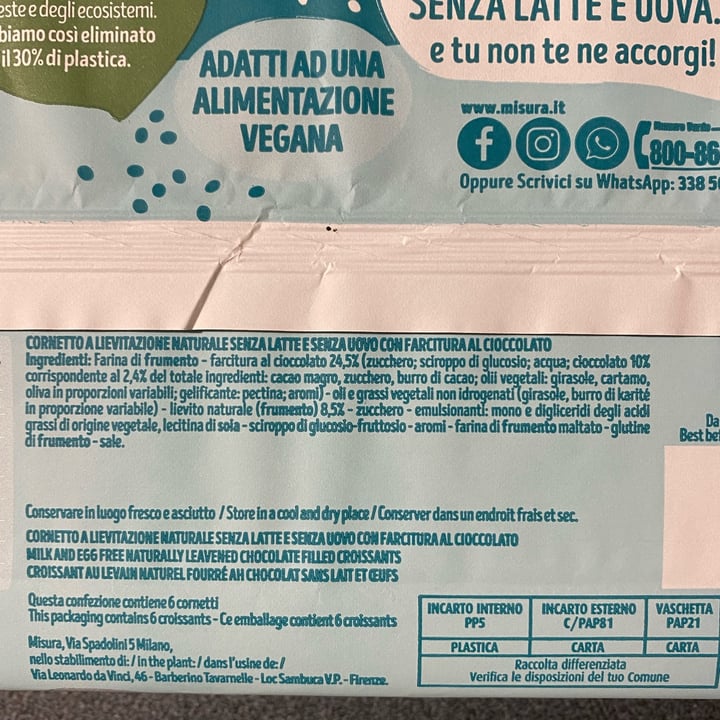 este e degli ecosistemi.
biamo così eliminato
il 30% di plastica.
ADATTI AD UNA
ALIMENTAZIONE
VEGANA
SENZA LATTE E UOVA.
e tu non te ne accorgi!
www.misura.it
Numero Verde
800-86
Oppure Scrivici su WhatsApp: 338 50
CORNETTO A LIEVITAZIONE NATURALE SENZA LATTE E SENZA UOVO CON FARCITURA AL CIOCCOLATO
Ingredienti: Farina di frumento - farcitura al cioccolato 24,5% (zucchero; sciroppo di glucosio; acqua; cioccolato 10%
corrispondente al 2,4% del totale ingredienti: cacao magro, zucchero, burro di cacao; olii vegetali: girasole, cartamo,
oliva in proporzioni variabili; gelificante: pectina; aromi) - oli e grassi vegetali non idrogenati (girasole, burro di karité
in proporzione variabile) - lievito naturale (frumento) 8,5% - zucchero - emulsionanti: mono e digliceridi degli acidi
grassi di origine vegetale, lecitina di soia - sciroppo di glucosio-fruttosio - aromi - farina di frumento maltato - glutine
di frumento - sale.
Da
Best bef
Conservare in luogo fresco e asciutto / Store in a cool and dry place / Conserver dans un endroit frais et sec.
CORNETTO A LIEVITAZIONE NATURALE SENZA LATTE E SENZA UOVO CON FARCITURA AL CIOCCOLATO
MILK AND EGG FREE NATURALLY LEAVENED CHOCOLATE FILLED CROISSANTS
CROISSANT AU LEVAIN NATUREL FOURRÉ AH CHOCOLAT SANS LAIT ET ŒUFS
Questa confezione contiene 6 cornetti
This packaging contains 6 croissants - Ce emballage contient 6 croissants
Misura, Via Spadolini 5 Milano,
nello stabilimento di: / in the plant: / dans l'usine de: /
Via Leonardo da Vinci, 46 - Barberino Tavarnelle - Loc Sambuca V.P. - Firenze.
INCARTO INTERNO
PP5
INCARTO ESTERNO
C/PAP81
VASCHETTA
PAP21
PLASTICA
CARTA
CARTA
Raccolta differenziata
Verifica le disposizioni del tuo Comune